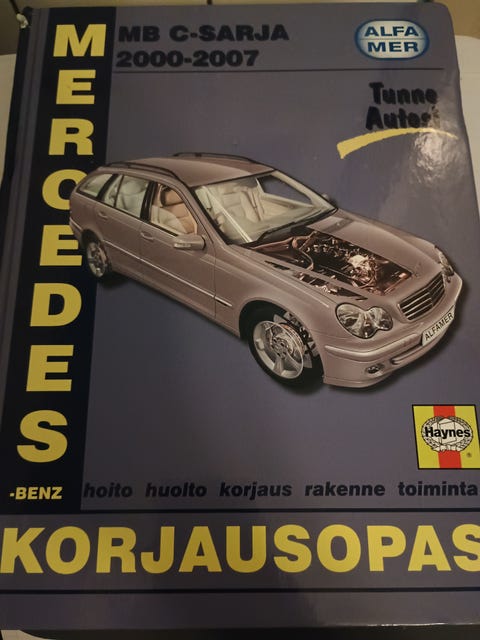 MERCEDES
-BENZ
MB C-SARJA
2000-2007
ALFA
MER
Tunne
Autosi
ALFAMER
Haynes
®
hoito huolto korjaus rakenne toiminta
KORJAUSOPAS